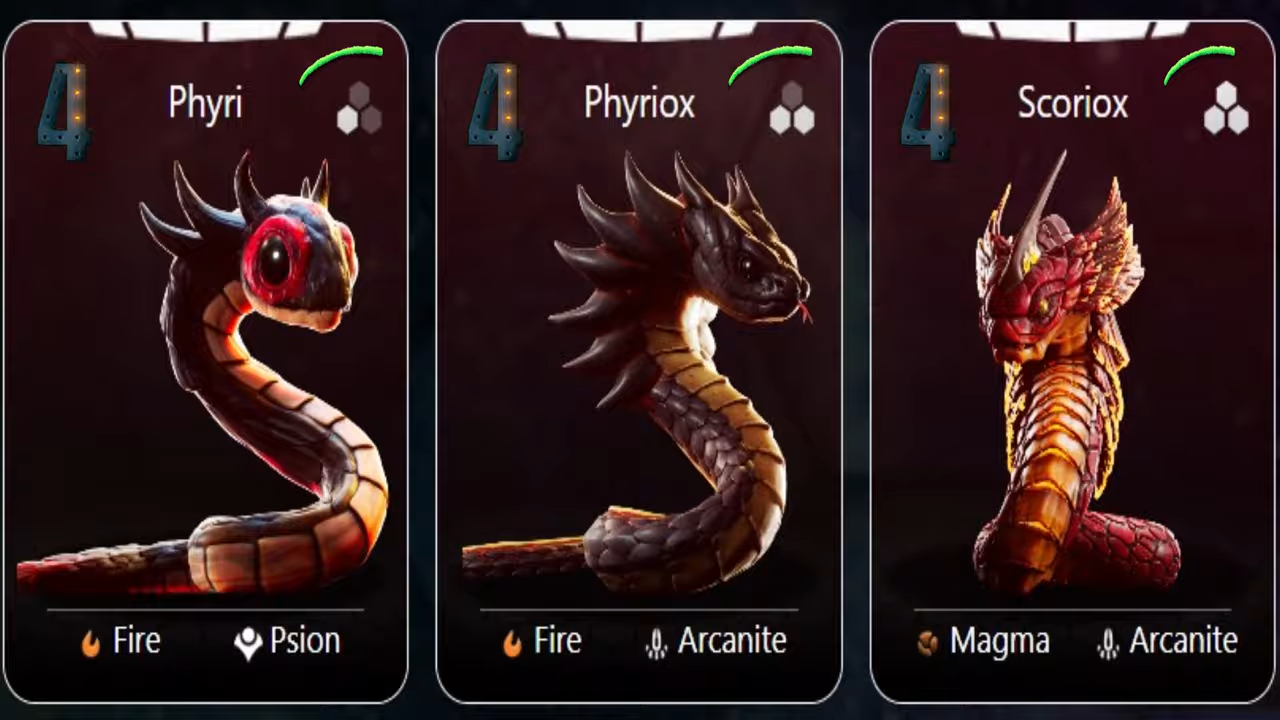 4 Phyri
4 Phyriox
4 Scoriox
Fire Psion
Fire Arcanite
Magma Arcanite